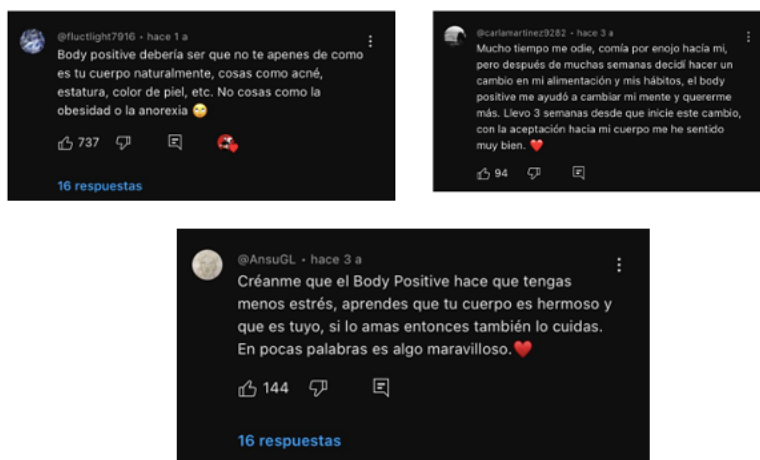 @fluctlight7916 · hace 1 a
Body positive debería ser que no te apenes de como
es tu cuerpo naturalmente, cosas como acné,
estatura, color de piel, etc. No cosas como la
obesidad o la anorexia 😬
737
16 respuestas
@carlamartinez9282 · hace 3 a
Mucho tiempo me odie, comía por enojo hacía mi,
pero después de muchas semanas decidí hacer un
cambio en mi alimentación y mis hábitos, el body
positive me ayudó a cambiar mi mente y quererme
más. Llevo 3 semanas desde que inicie este cambio,
con la aceptación hacia mi cuerpo me he sentido
muy bien. ❤️
94
@AnsuGL · hace 3 a
Créanme que el Body Positive hace que tengas
menos estrés, aprendes que tu cuerpo es hermoso y
que es tuyo, si lo amas entonces también lo cuidas.
En pocas palabras es algo maravilloso.❤️
144
16 respuestas